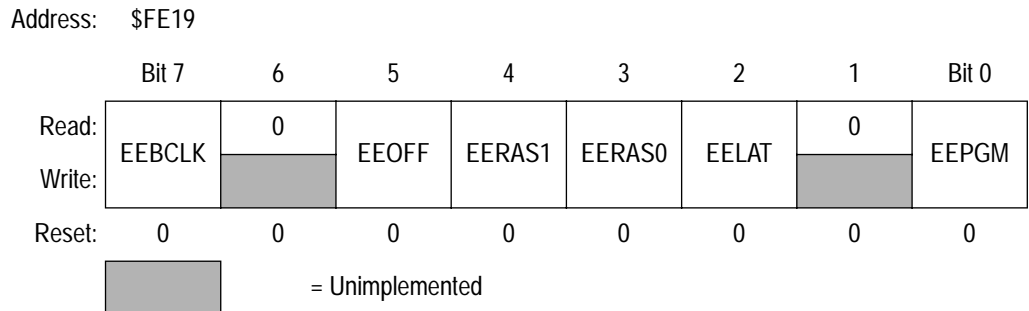 Address: $FE19
Bit 7 6 5 4 3 2 1 Bit 0
Read: 0 0
EEBCLK EEOFF EERAS1 EERAS0 EELAT EEPGM
Write:
Reset: 0 0 0 0 0 0 0 0
= Unimplemented